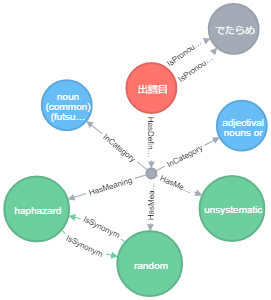 でたらめ
IsPronou...
IsPronou...
出鱈目
noun
(common)
(futsu...
HasDefin...
adjectival
nouns or
InCategory
InCategory
HasMeaning
HasMea...
HasMe...
haphazard
IsSynonym
IsSynonym
random
unsystematic